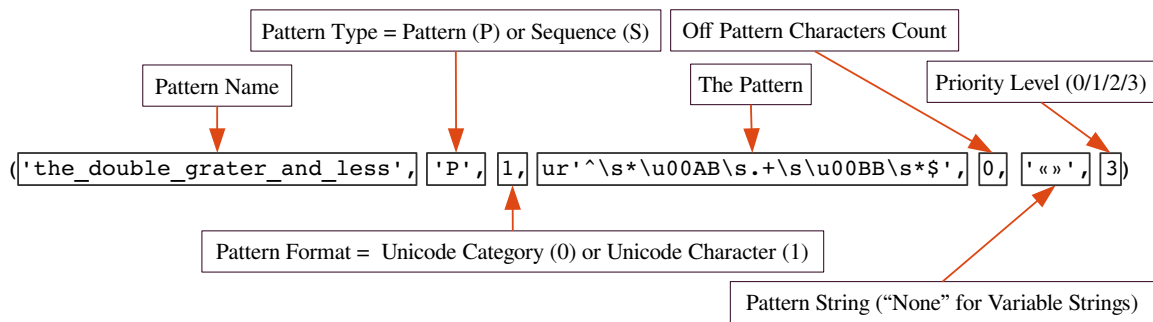 Pattern Type = Pattern (P) or Sequence (S)
Off Pattern Characters Count
Pattern Name
The Pattern
Priority Level (0/1/2/3)
('the_double_grater_and_less', 'P', 1, ur'^\s*\u00AB\s.+\s\u00BB\s*$', 0, '«»', 3)
Pattern Format = Unicode Category (0) or Unicode Character (1)
Pattern String (“None” for Variable Strings)